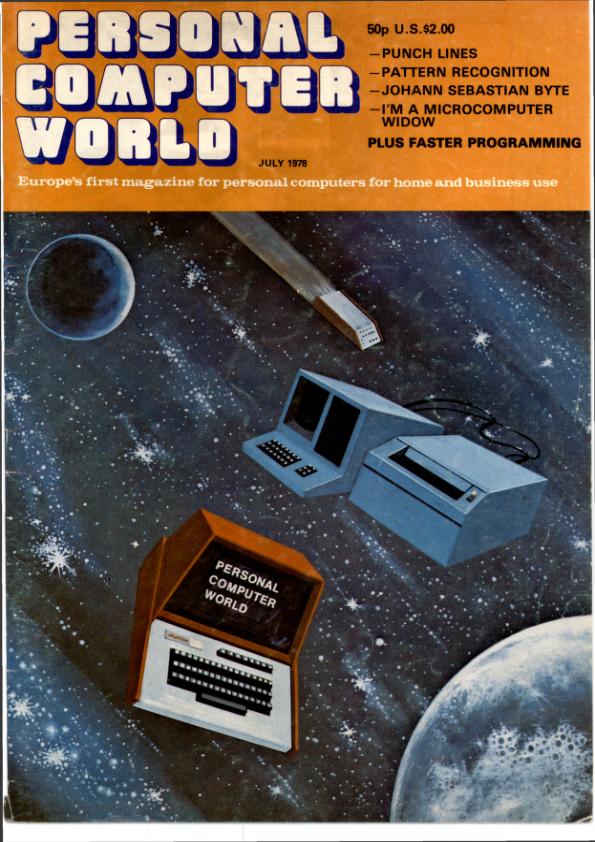 PERSONAL
COMPUTER
WORLD
JULY 1978
50p U.S.$2.00
—PUNCH LINES
—PATTERN RECOGNITION
—JOHANN SEBASTIAN BYTE
—I'M A MICROCOMPUTER
WIDOW
PLUS FASTER PROGRAMMING
Europe's first magazine for personal computers for home and business use
PERSONAL
COMPUTER
WORLD